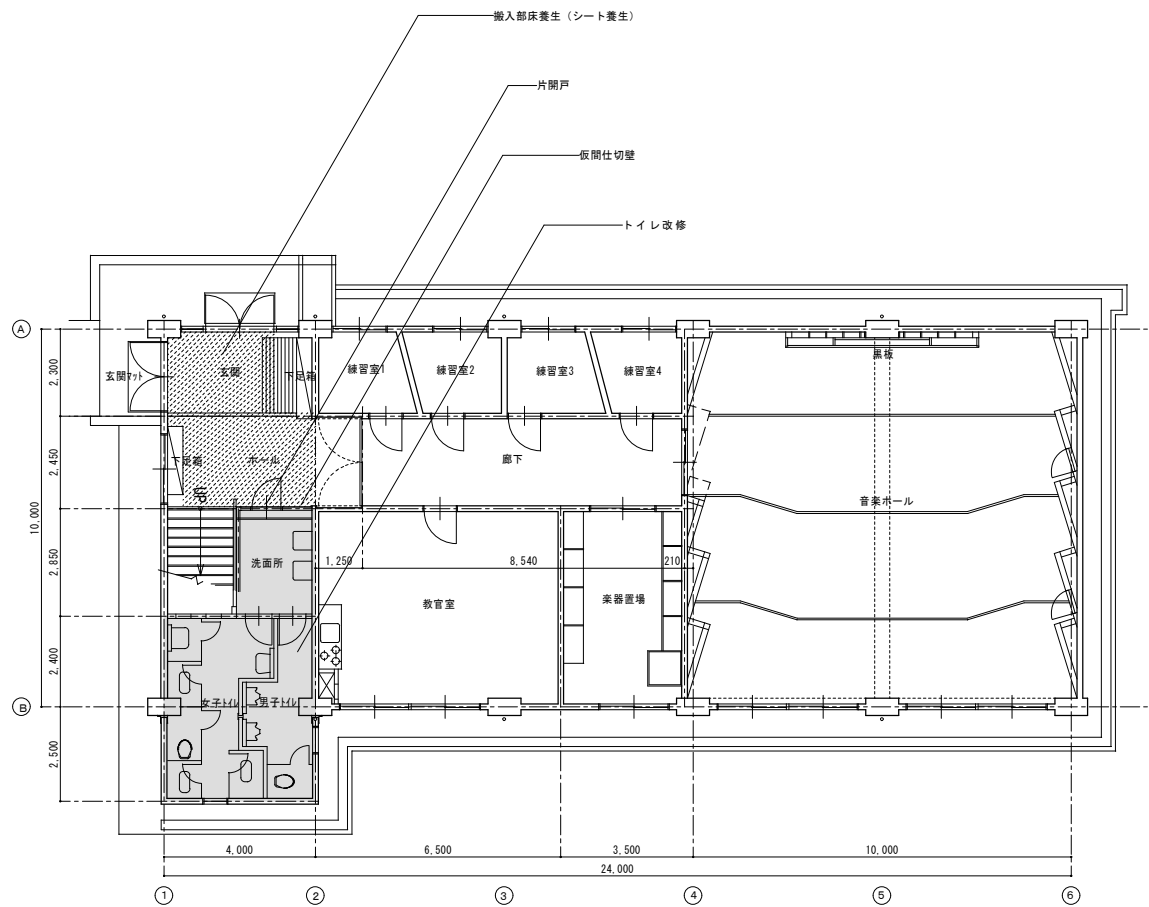 搬入部床養生（シート養生）
片開戸
仮間仕切壁
トイレ改修
A
玄関ﾏｯﾄ
玄関
下足箱
練習室1
練習室2
練習室3
練習室4
黒板
2,300
下足箱
ホール
廊下
2,450
UP
音楽ホール
10,000
洗面所
1,250
8,540
210
2,850
教官室
楽器置場
2,400
女子ﾄｲﾚ
男子ﾄｲﾚ
B
2,500
4,000
6,500
3,500
10,000
24,000
1
2
3
4
5
6